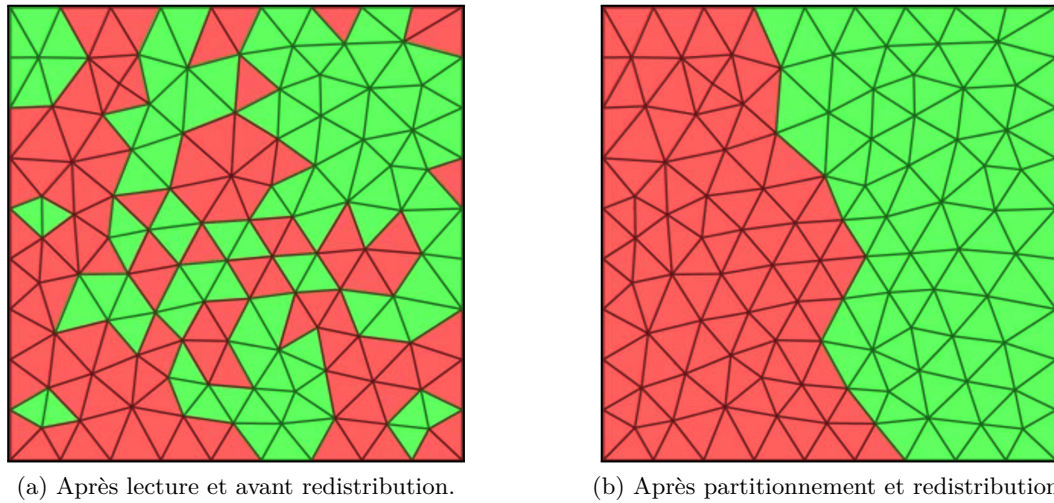 (a) Après lecture et avant redistribution.
(b) Après partitionnement et redistribution